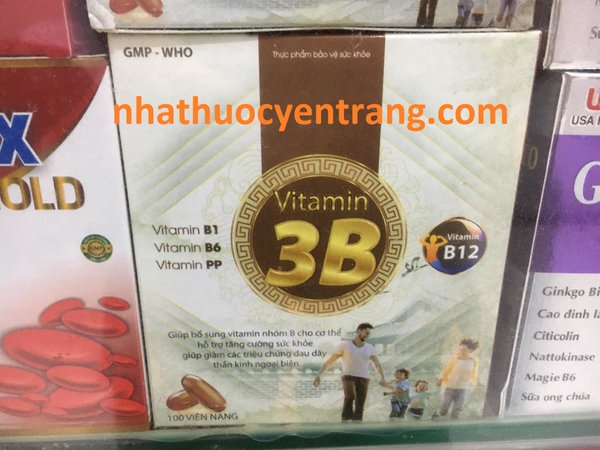 GMP - WHO
Thực phẩm bảo vệ sức khỏe
nhathuocyentrang.com
Vitamin
3B
Vitamin B1
Vitamin B6
Vitamin PP
Vitamin
B12
Giúp bổ sung vitamin nhóm B cho cơ thể
hỗ trợ tăng cường sức khỏe
giúp giảm các triệu chứng đau dây
thần kinh ngoại biên
100 VIÊN NANG
X
OLD
GMP
U
USA
G
Ginkgo Bi
Cao đinh lă
Citicolin
Nattokinase
Magie B6
Sữa ong chúa